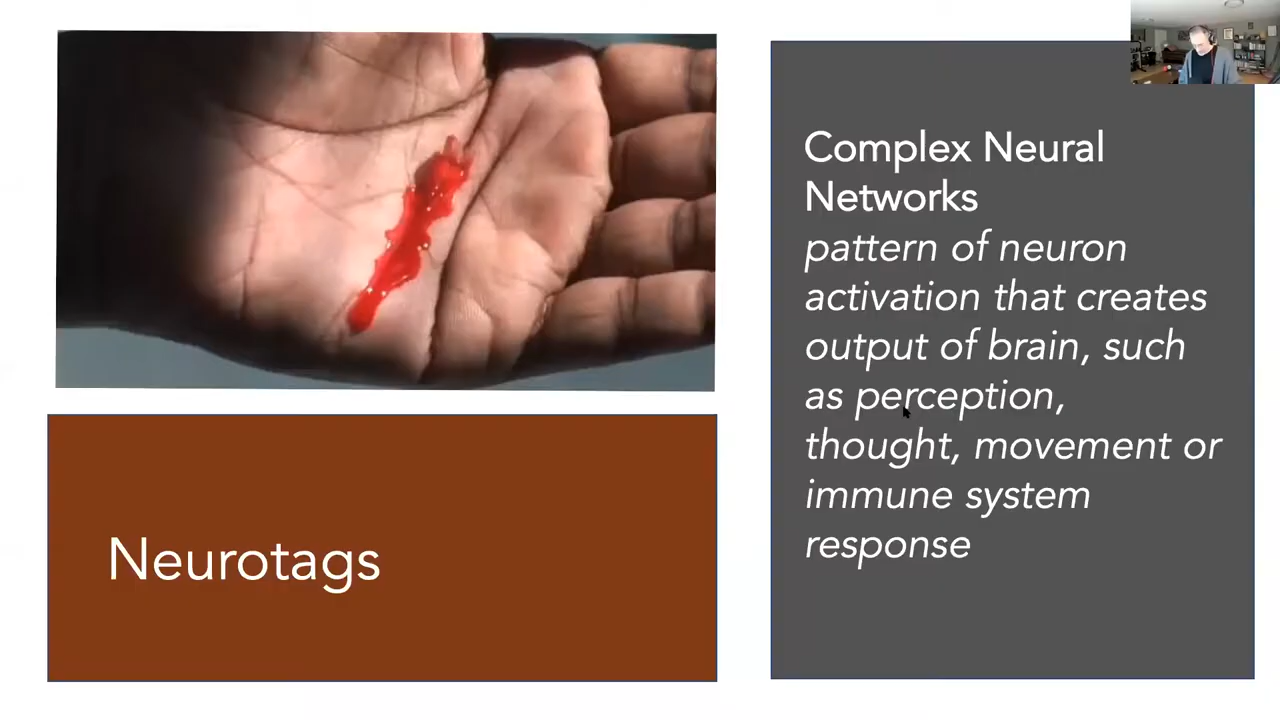 Neurotags
Complex Neural
Networks
pattern of neuron
activation that creates
output of brain, such
as perception,
thought, movement or
immune system
response